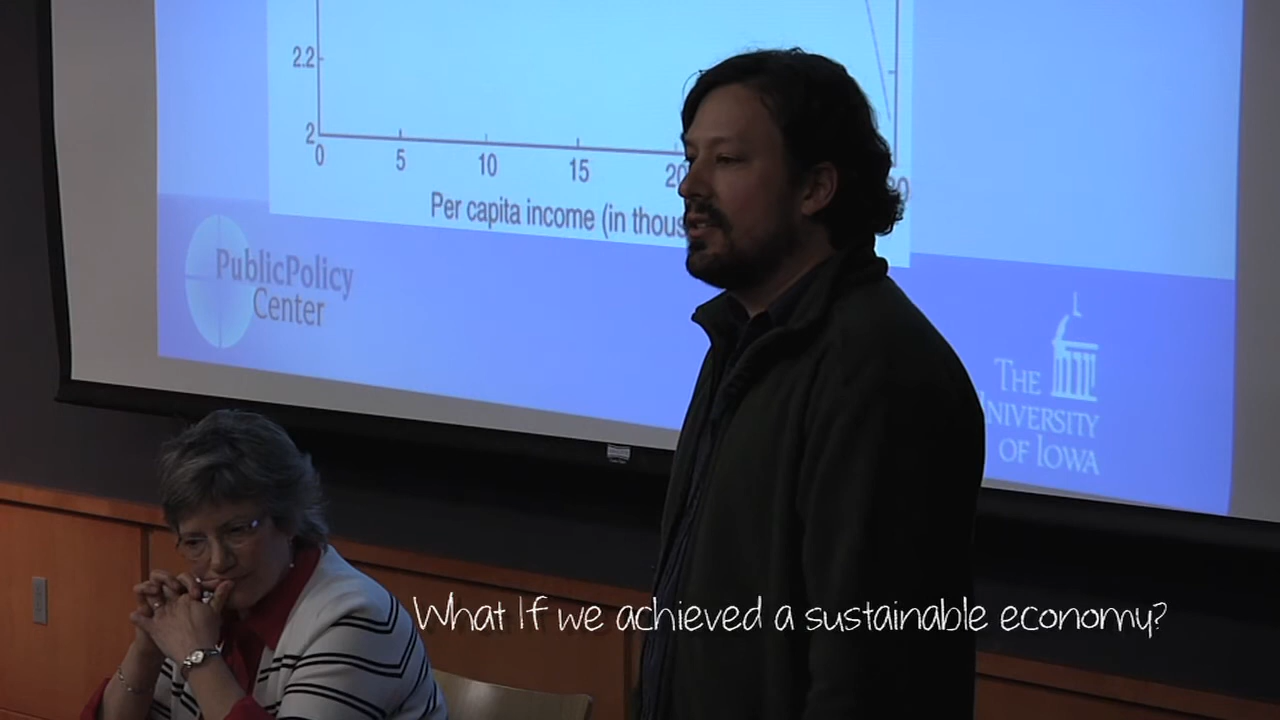 2.2
2
0 5 10 15 20
Per capita income (in thous
PublicPolicy
Center
THE
UNIVERSITY
OF IOWA
What If we achieved a sustainable economy?